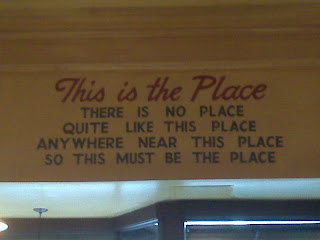 This is the Place
THERE IS NO PLACE
QUITE LIKE THIS PLACE
ANYWHERE NEAR THIS PLACE
SO THIS MUST BE THE PLACE